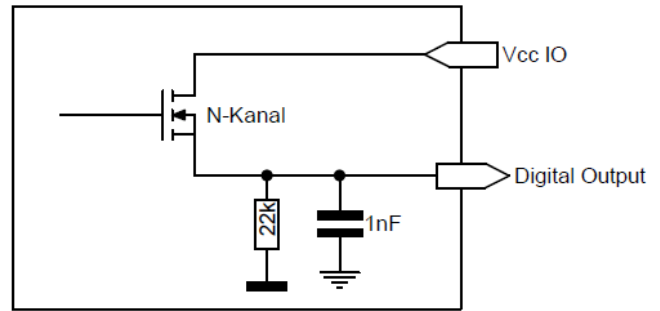 Vcc IO
N-Kanal
Digital Output
22k
1nF